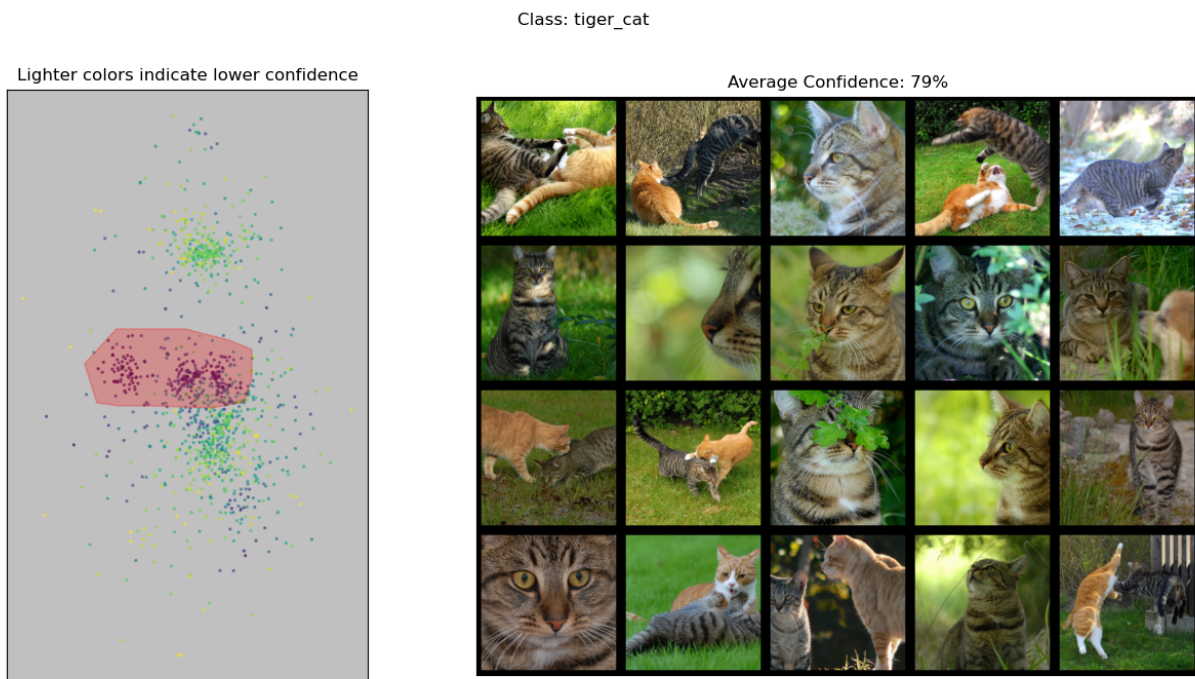 Class: tiger_cat
Lighter colors indicate lower confidence
Average Confidence: 79%